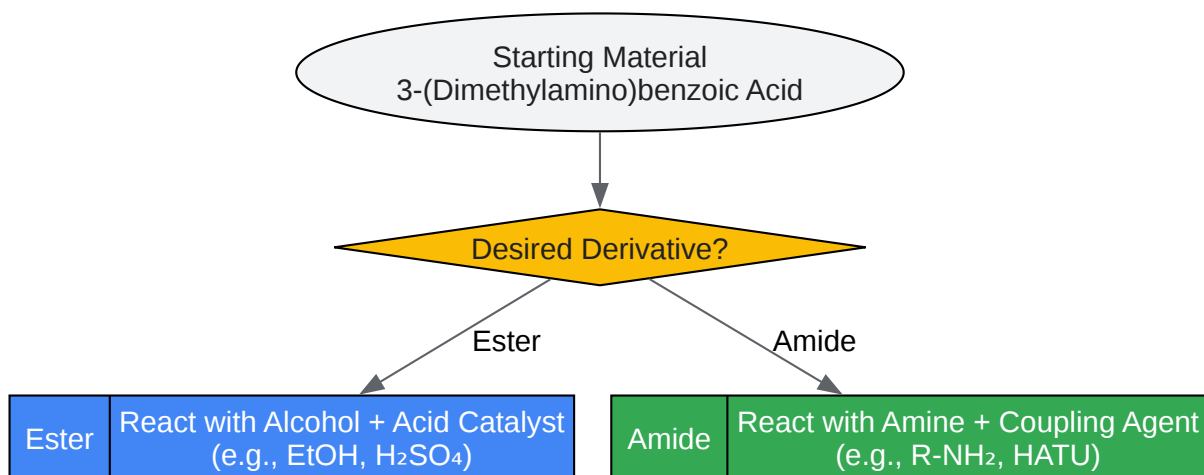 Starting Material
3-(Dimethylamino)benzoic Acid
Desired Derivative?
Ester
Amide
Ester
React with Alcohol + Acid Catalyst
(e.g., EtOH, H₂SO₄)
Amide
React with Amine + Coupling Agent
(e.g., R-NH₂, HATU)